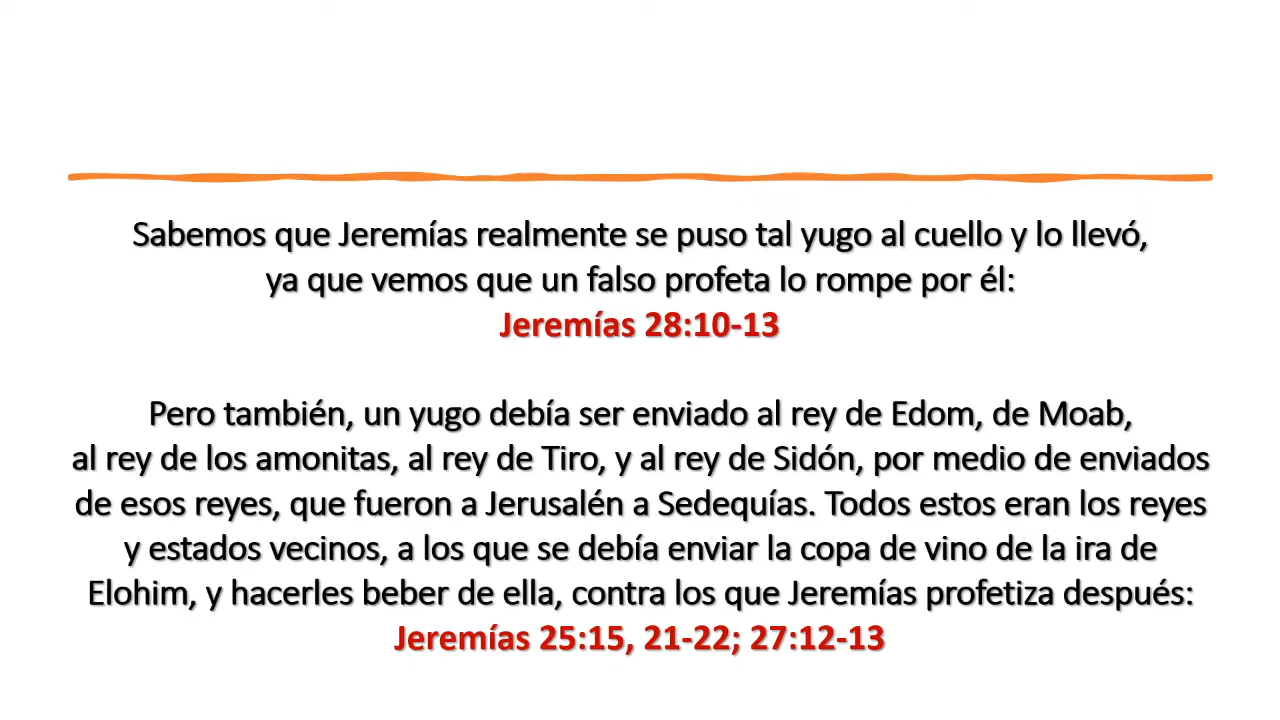 Sabemos que Jeremías realmente se puso tal yugo al cuello y lo llevó,
ya que vemos que un falso profeta lo rompe por él:
Jeremías 28:10-13
Pero también, un yugo debía ser enviado al rey de Edom, de Moab,
al rey de los amonitas, al rey de Tiro, y al rey de Sidón, por medio de enviados
de esos reyes, que fueron a Jerusalén a Sedequías. Todos estos eran los reyes
y estados vecinos, a los que se debía enviar la copa de vino de la ira de
Elohim, y hacerles beber de ella, contra los que Jeremías profetiza después:
Jeremías 25:15, 21-22; 27:12-13